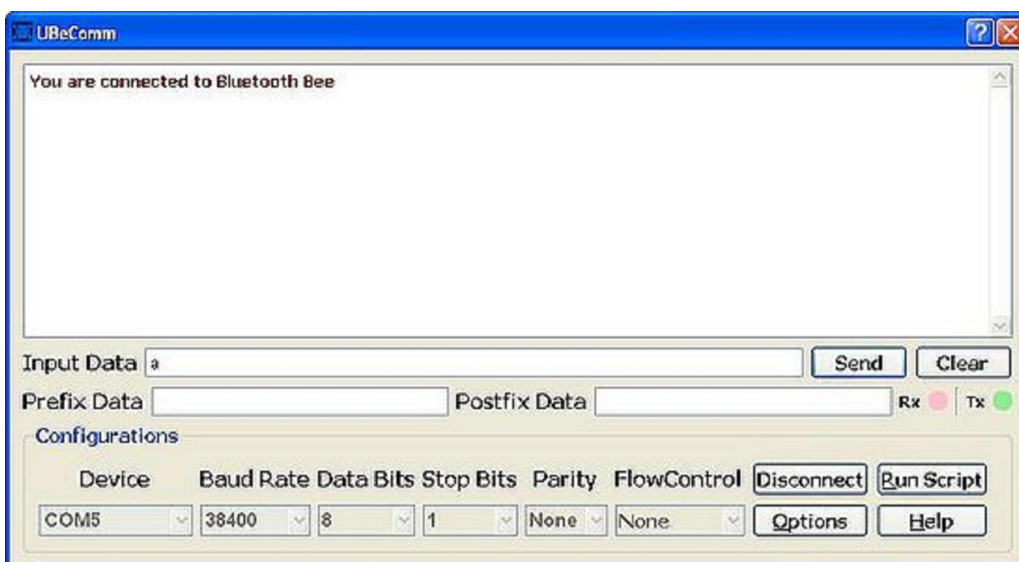 UBeComm
You are connected to Bluetooth Bee
Input Data a Send Clear
Prefix Data Postfix Data Rx Tx
Configurations
Device Baud Rate Data Bits Stop Bits Parity FlowControl Disconnect Run Script
COM5 38400 8 1 None None Options Help